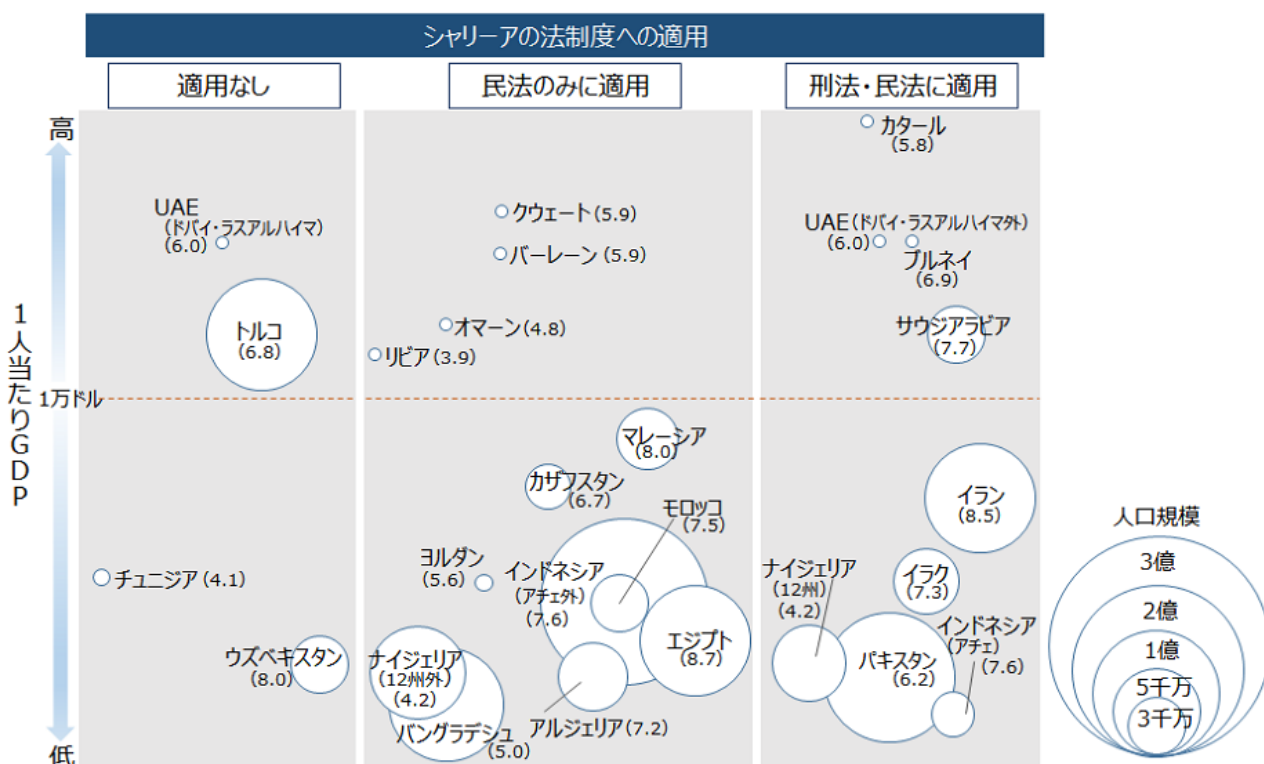 シャリーアの法制度への適用
適用なし
民法のみに適用
刑法・民法に適用
高
1人当たりGDP
1万ドル
低
UAE
(ドバイ・ラスアルハイマ)
(6.0)
トルコ
(6.8)
チュニジア(4.1)
ウズベキスタン
(8.0)
クウェート(5.9)
バーレーン(5.9)
オマーン(4.8)
リビア(3.9)
マレーシア
(8.0)
カザフスタン
(6.7)
モロッコ
(7.5)
ヨルダン
(5.6)
インドネシア
(アチェ外)
(7.6)
エジプト
(8.7)
ナイジェリア
(12州外)
(4.2)
バングラデシュ
(5.0)
アルジェリア(7.2)
カタール
(5.8)
UAE(ドバイ・ラスアルハイマ外)
(6.0)
ブルネイ
(6.9)
サウジアラビア
(7.7)
イラン
(8.5)
ナイジェリア
(12州)
(4.2)
イラク
(7.3)
パキスタン
(6.2)
インドネシア
(アチェ)
(7.6)
人口規模
3億
2億
1億
5千万
3千万